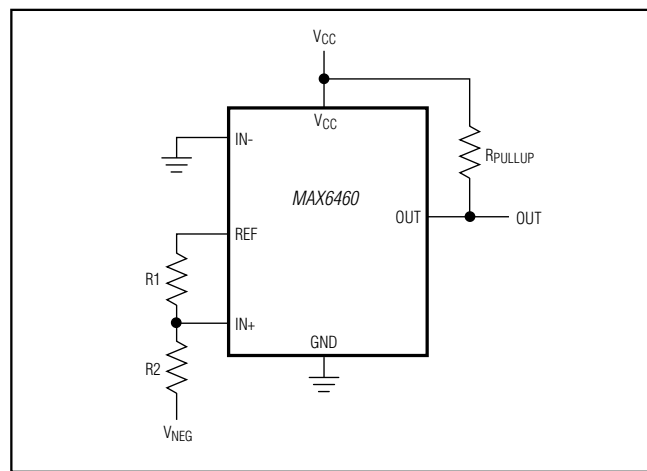 VCC
VCC
IN-
RPULLUP
MAX6460
OUT
OUT
REF
R1
IN+
GND
R2
VNEG